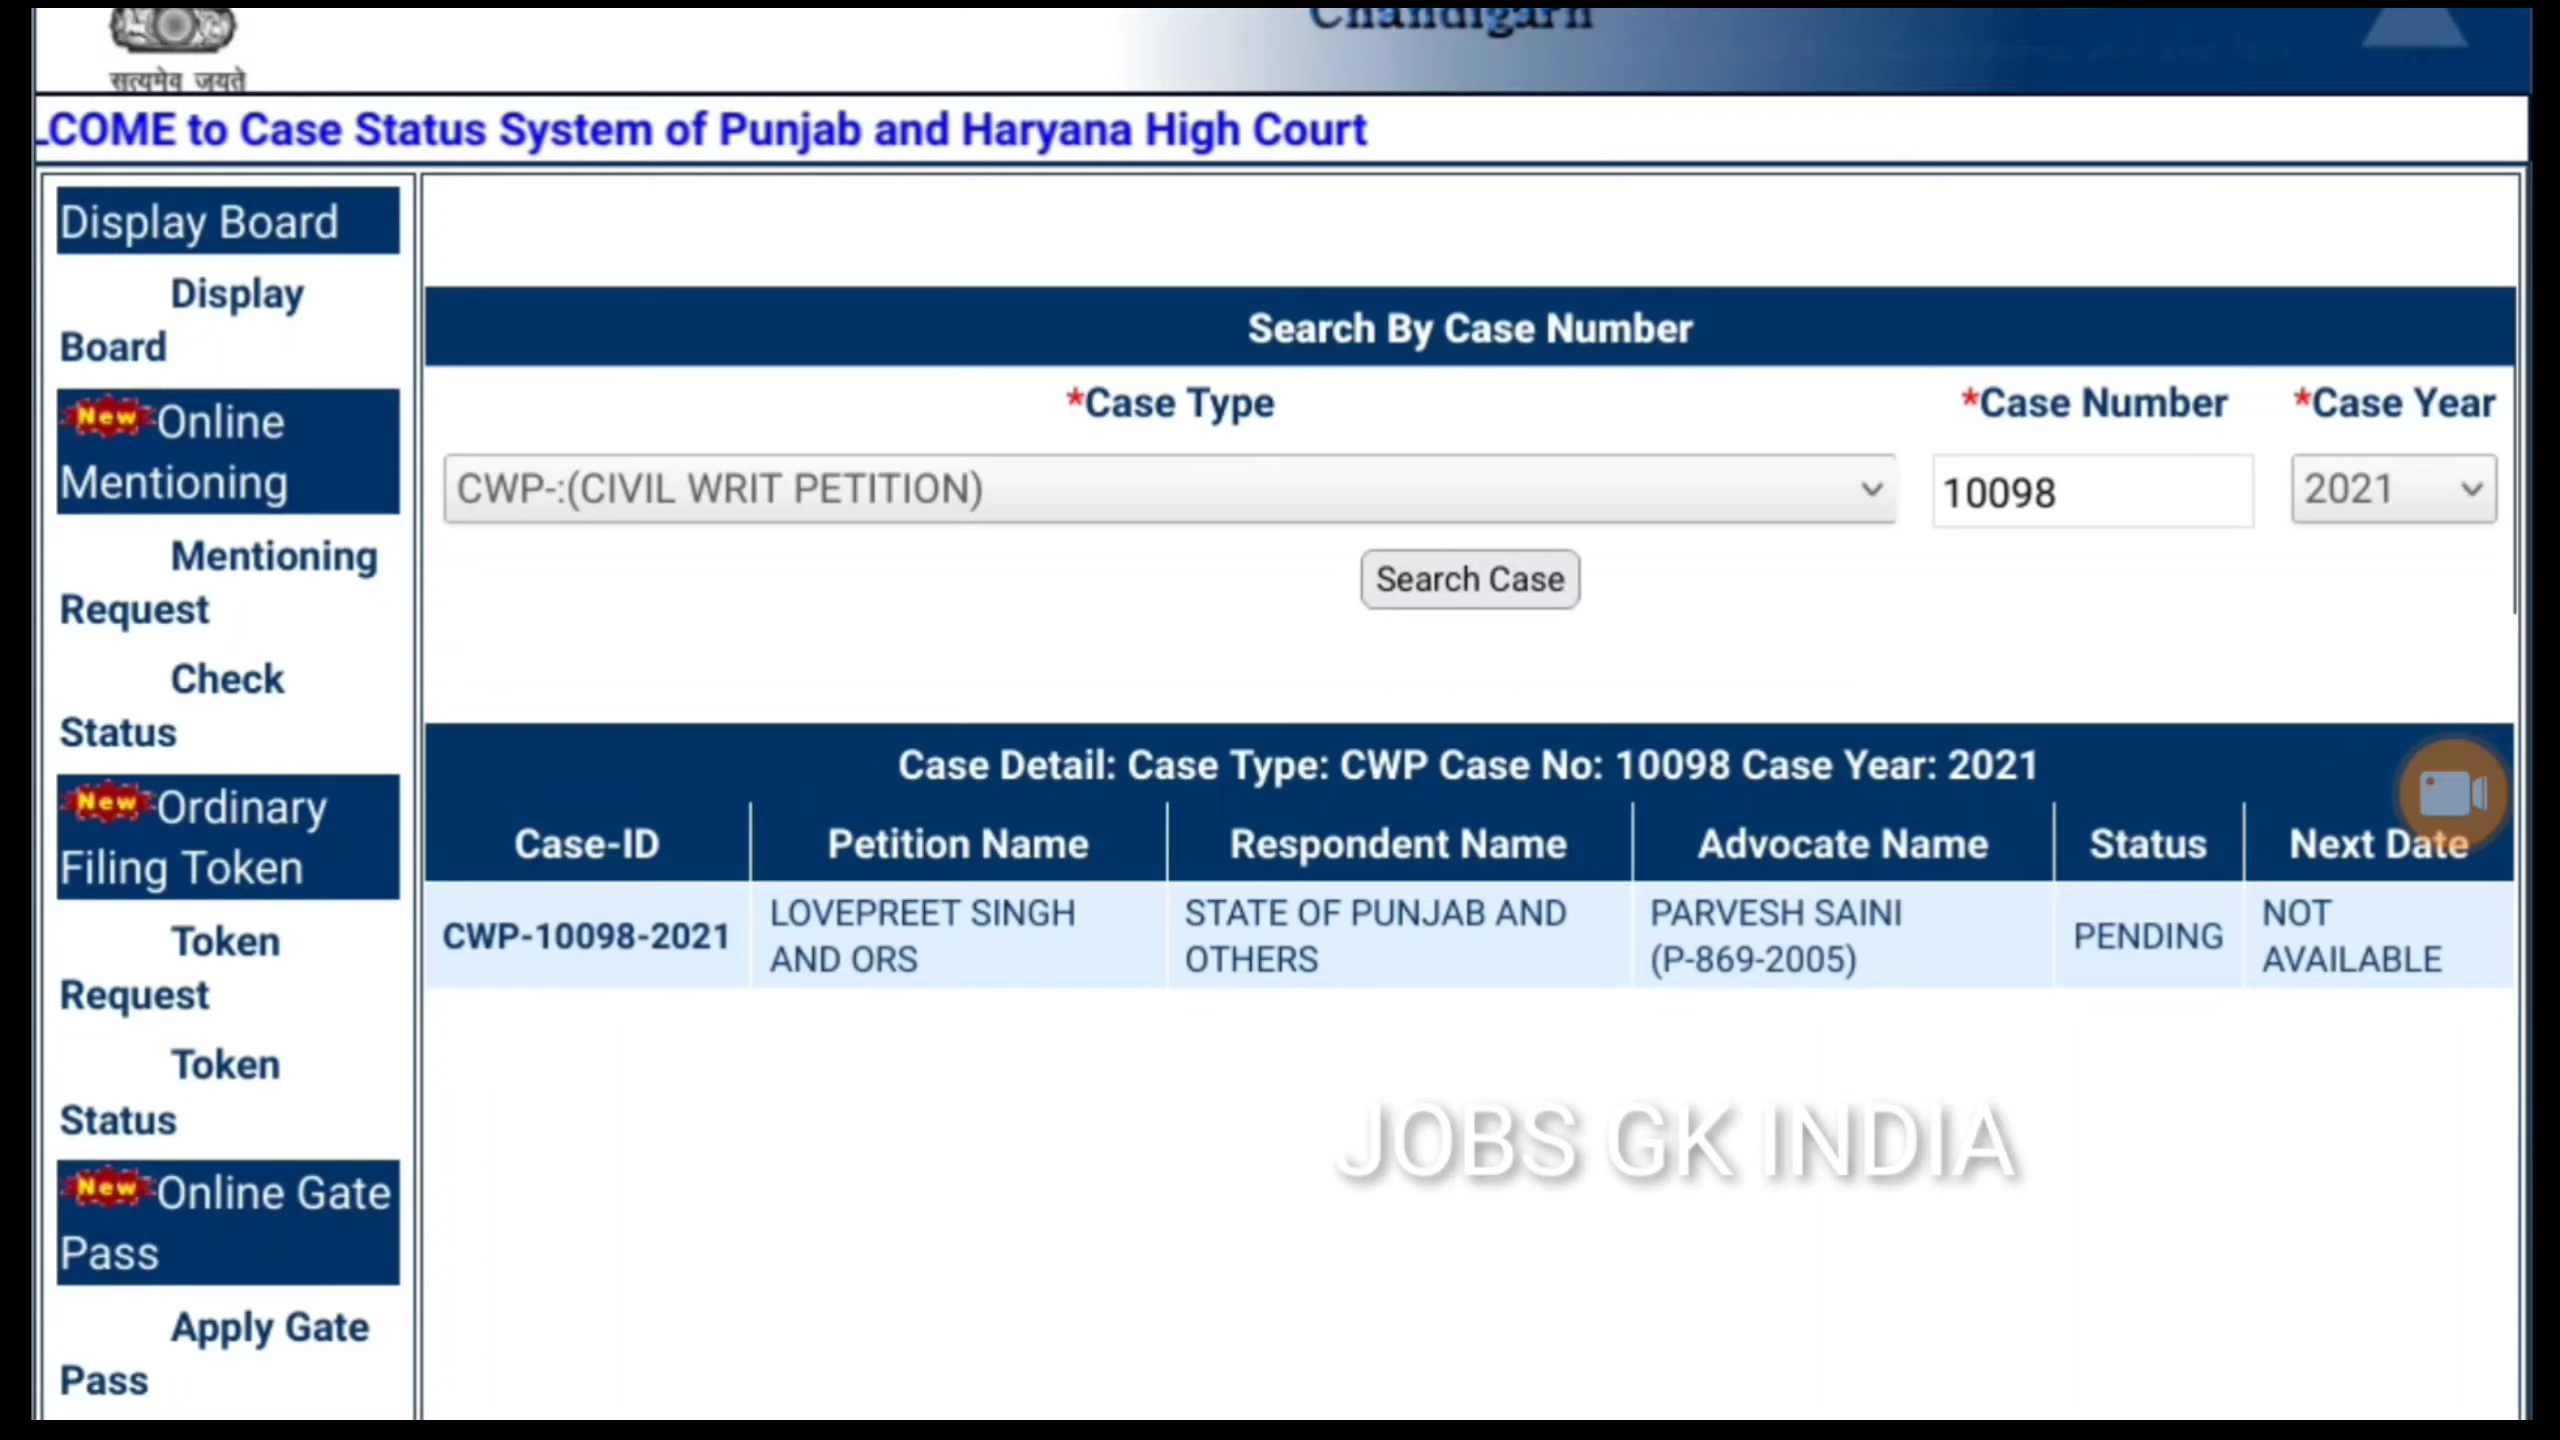 Chandigarh
सत्यमेव जयते
LCOME to Case Status System of Punjab and Haryana High Court
Display Board
Display
Board
New Online
Mentioning
Mentioning
Request
Check
Status
New Ordinary
Filing Token
Token
Request
Token
Status
New Online Gate
Pass
Apply Gate
Pass
Search By Case Number
*Case Type *Case Number *Case Year
CWP-:(CIVIL WRIT PETITION) 10098 2021
Search Case
Case Detail: Case Type: CWP Case No: 10098 Case Year: 2021
Case-ID Petition Name Respondent Name Advocate Name Status Next Date
CWP-10098-2021 LOVEPREET SINGH AND ORS STATE OF PUNJAB AND OTHERS PARVESH SAINI (P-869-2005) PENDING NOT AVAILABLE
JOBS GK INDIA